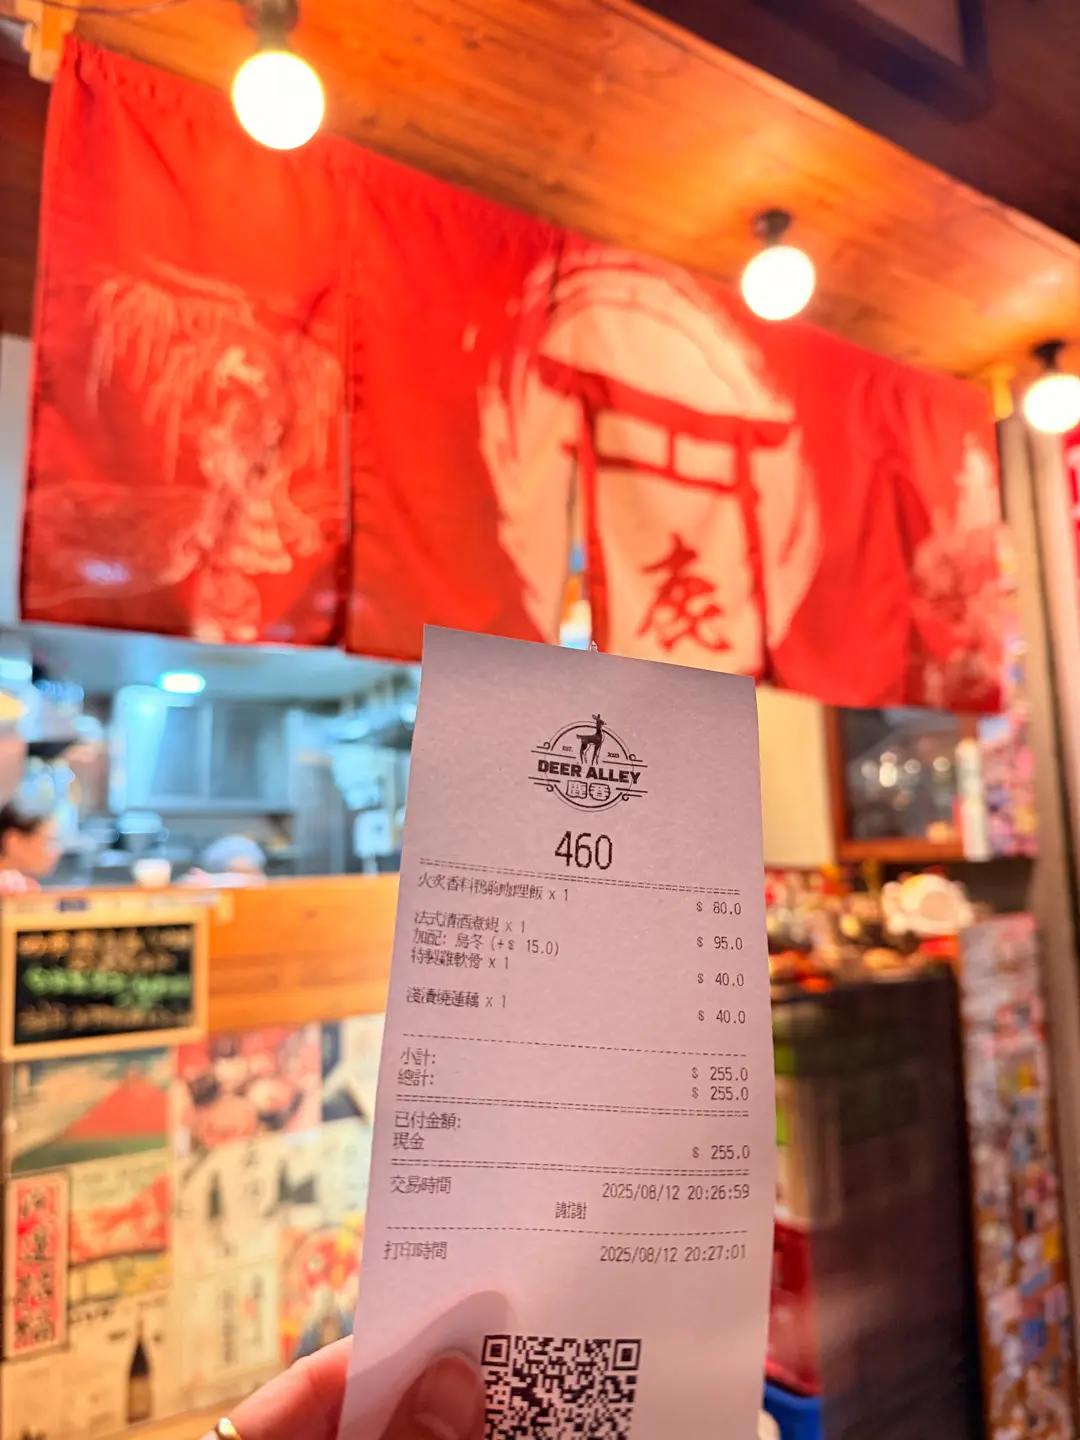 鹿
EST. 2023
DEER ALLEY
鹿巷
460
火炙香料鴨胸咖哩飯 x 1
$ 80.0
法式清酒煮蜆 x 1
$ 95.0
加配: 烏冬 (+$ 15.0)
特製雞軟骨 x 1
$ 40.0
淺漬燒蓮藕 x 1
$ 40.0
小計:
$ 255.0
總計:
$ 255.0
已付金額:
現金
$ 255.0
交易時間
2025/08/12 20:26:59
謝謝
打印時間
2025/08/12 20:27:01